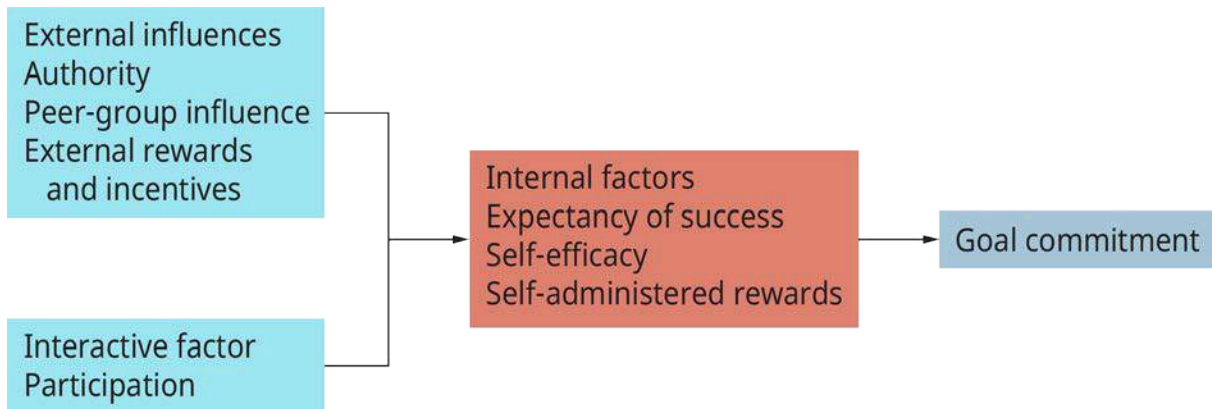 External influences
Authority
Peer-group influence
External rewards
and incentives
Interactive factor
Participation
Internal factors
Expectancy of success
Self-efficacy
Self-administered rewards
Goal commitment